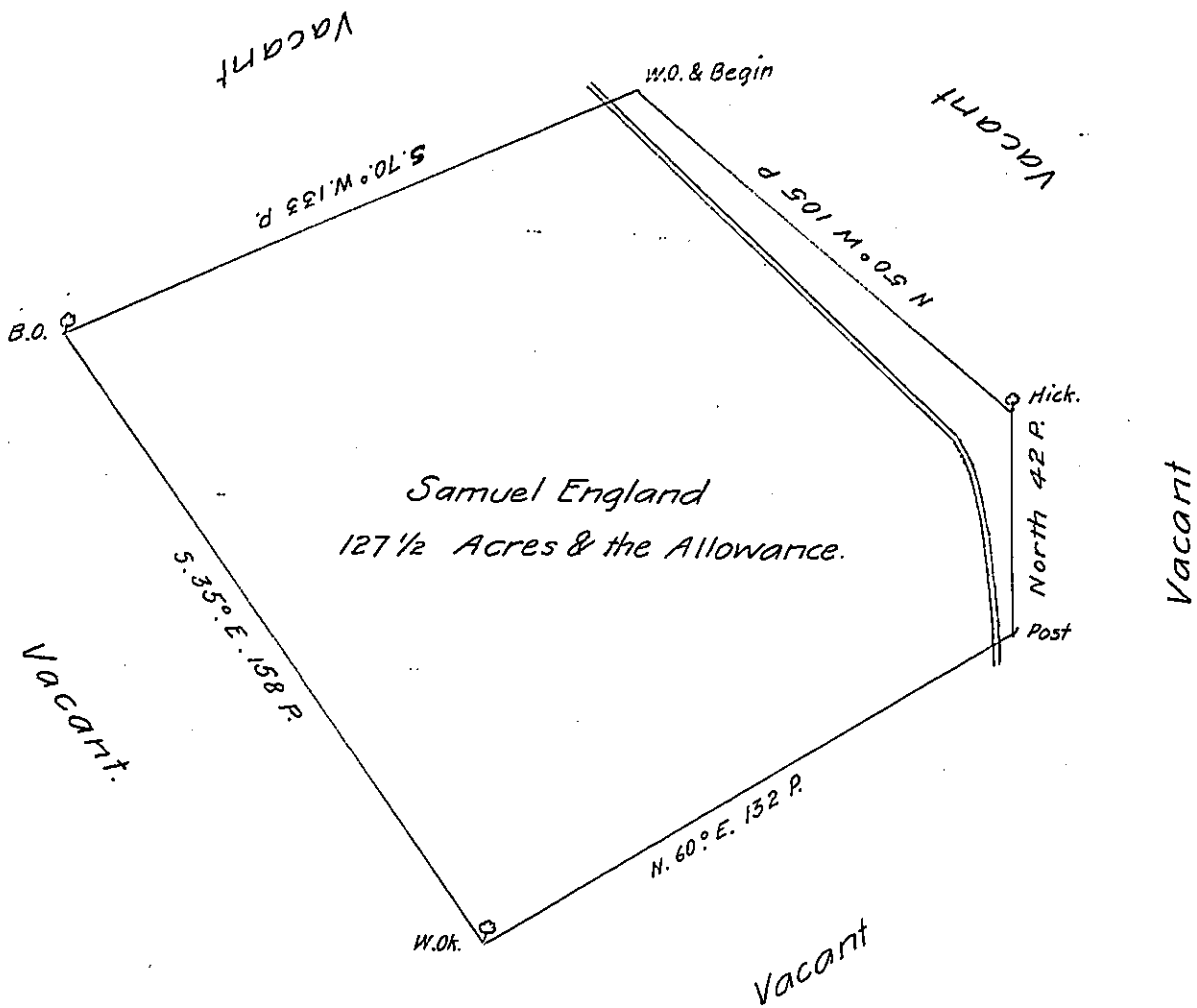 Vacant
W.O. & Begin
Vacant
S. 70.° W. 133 P.
N 50° W 105 P
B.O.
Hick.
North 42 P.
Vacant
Samuel England
127 1/2 Acres & the Allowance.
S. 35°. E. 158 P.
Post
Vacant.
N. 60°. E. 132 P.
W.Ok.
Vacant